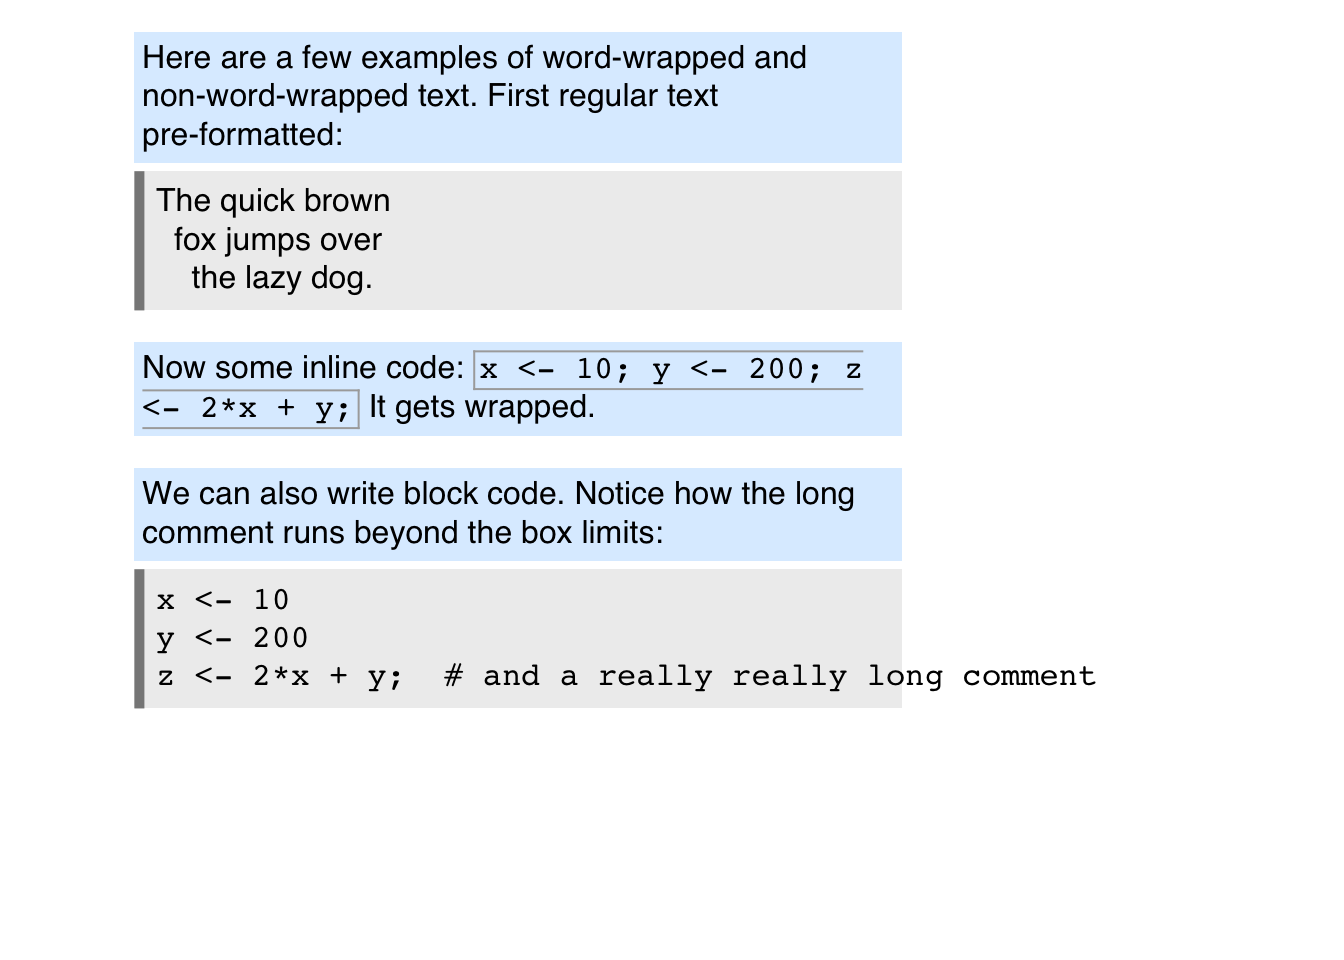 Here are a few examples of word-wrapped and
non-word-wrapped text. First regular text
pre-formatted:
The quick brown
  fox jumps over
    the lazy dog.
Now some inline code: x <- 10; y <- 200; z
<- 2*x + y; It gets wrapped.
We can also write block code. Notice how the long
comment runs beyond the box limits:
x <- 10
y <- 200
z <- 2*x + y;  # and a really really long comment